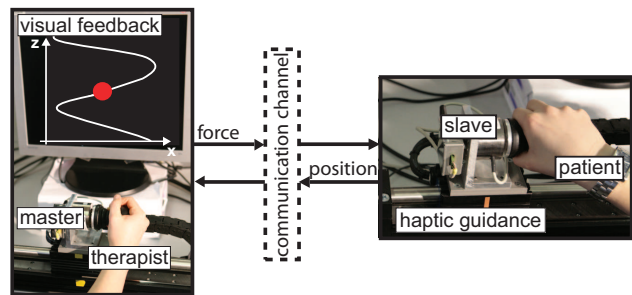 visual feedback
z
x
master
therapist
force
position
communication channel
slave
patient
haptic guidance